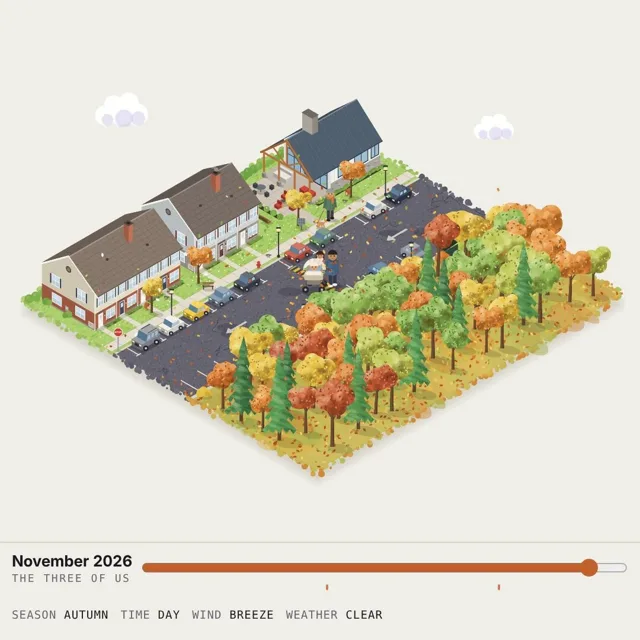 November 2026
THE THREE OF US
SEASON AUTUMN TIME DAY WIND BREEZE WEATHER CLEAR